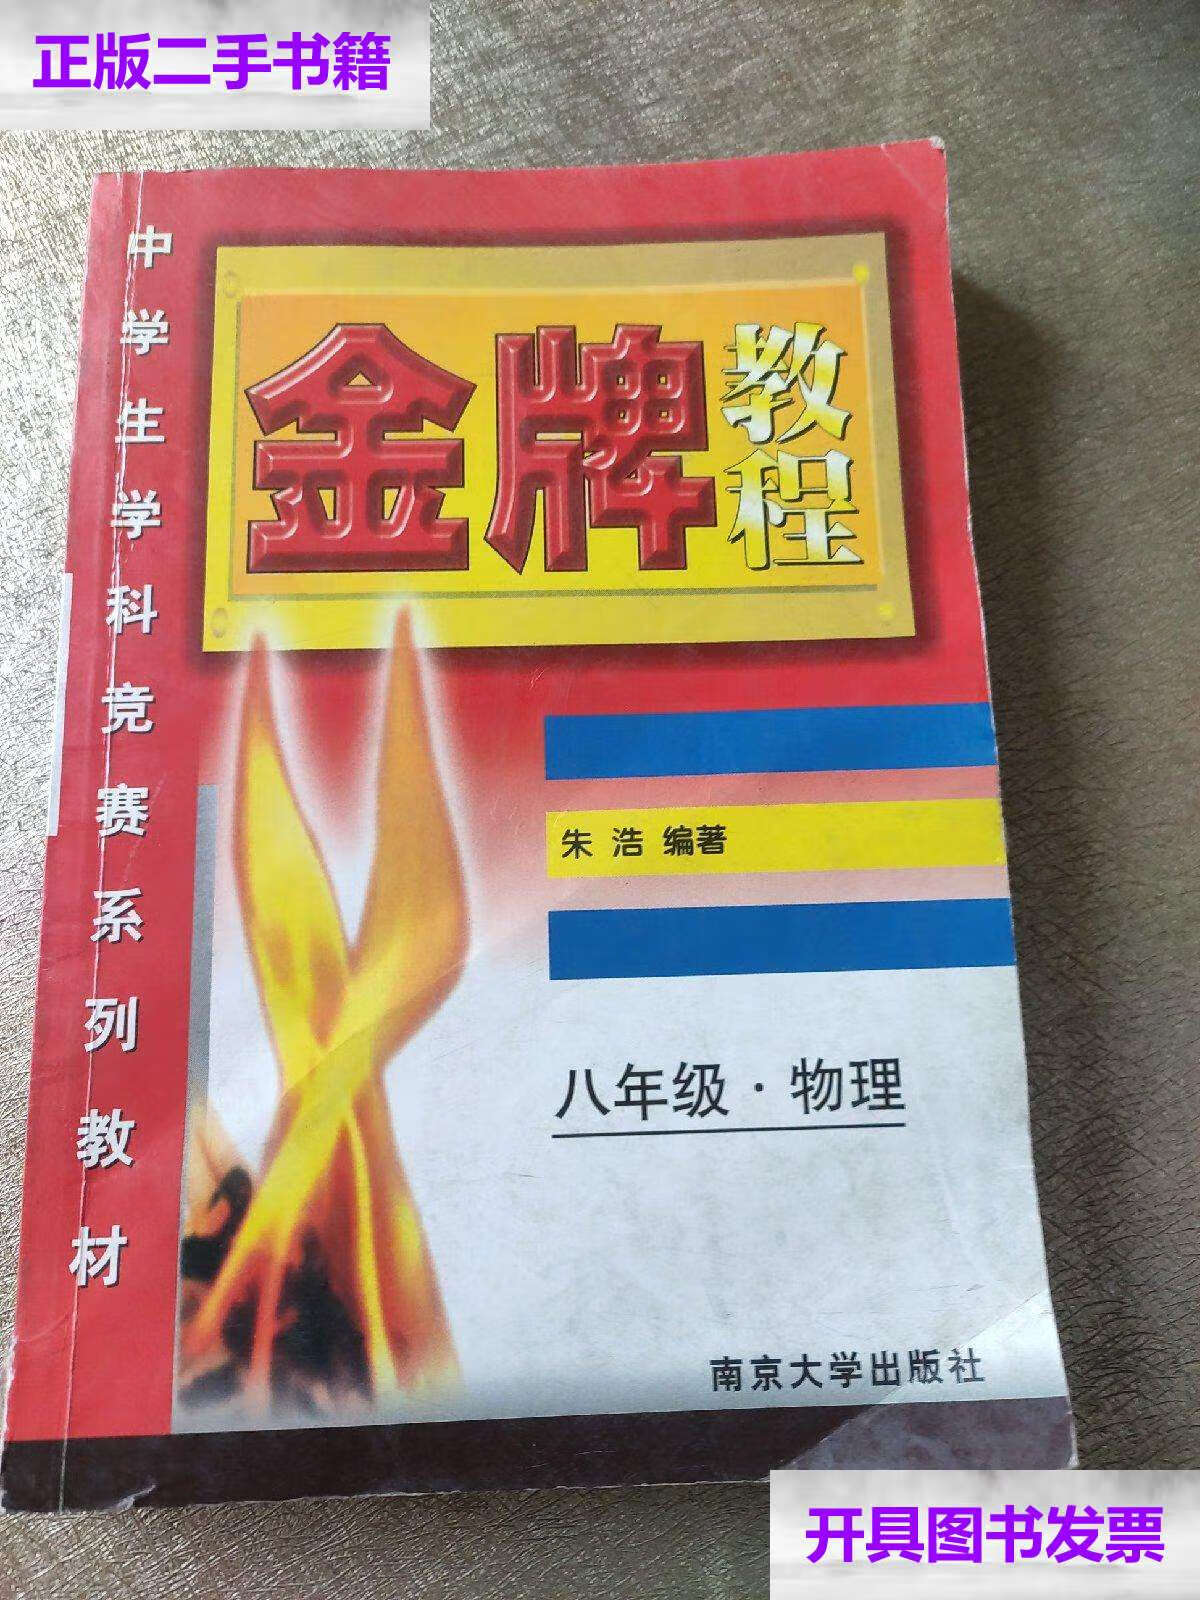 正版二手书籍
中学生学科竞赛系列教材
金牌教程
朱浩 编著
八年级·物理
南京大学出版社
开具图书发票